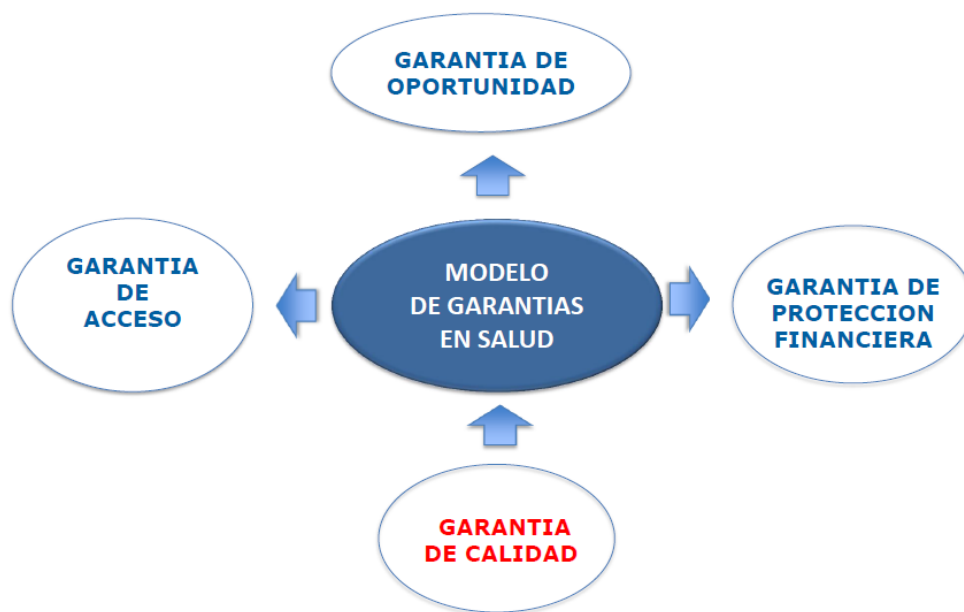 GARANTIA DE
OPORTUNIDAD
GARANTIA
DE
ACCESO
MODELO
DE GARANTIAS
EN SALUD
GARANTIA DE
PROTECCION
FINANCIERA
GARANTIA
DE CALIDAD